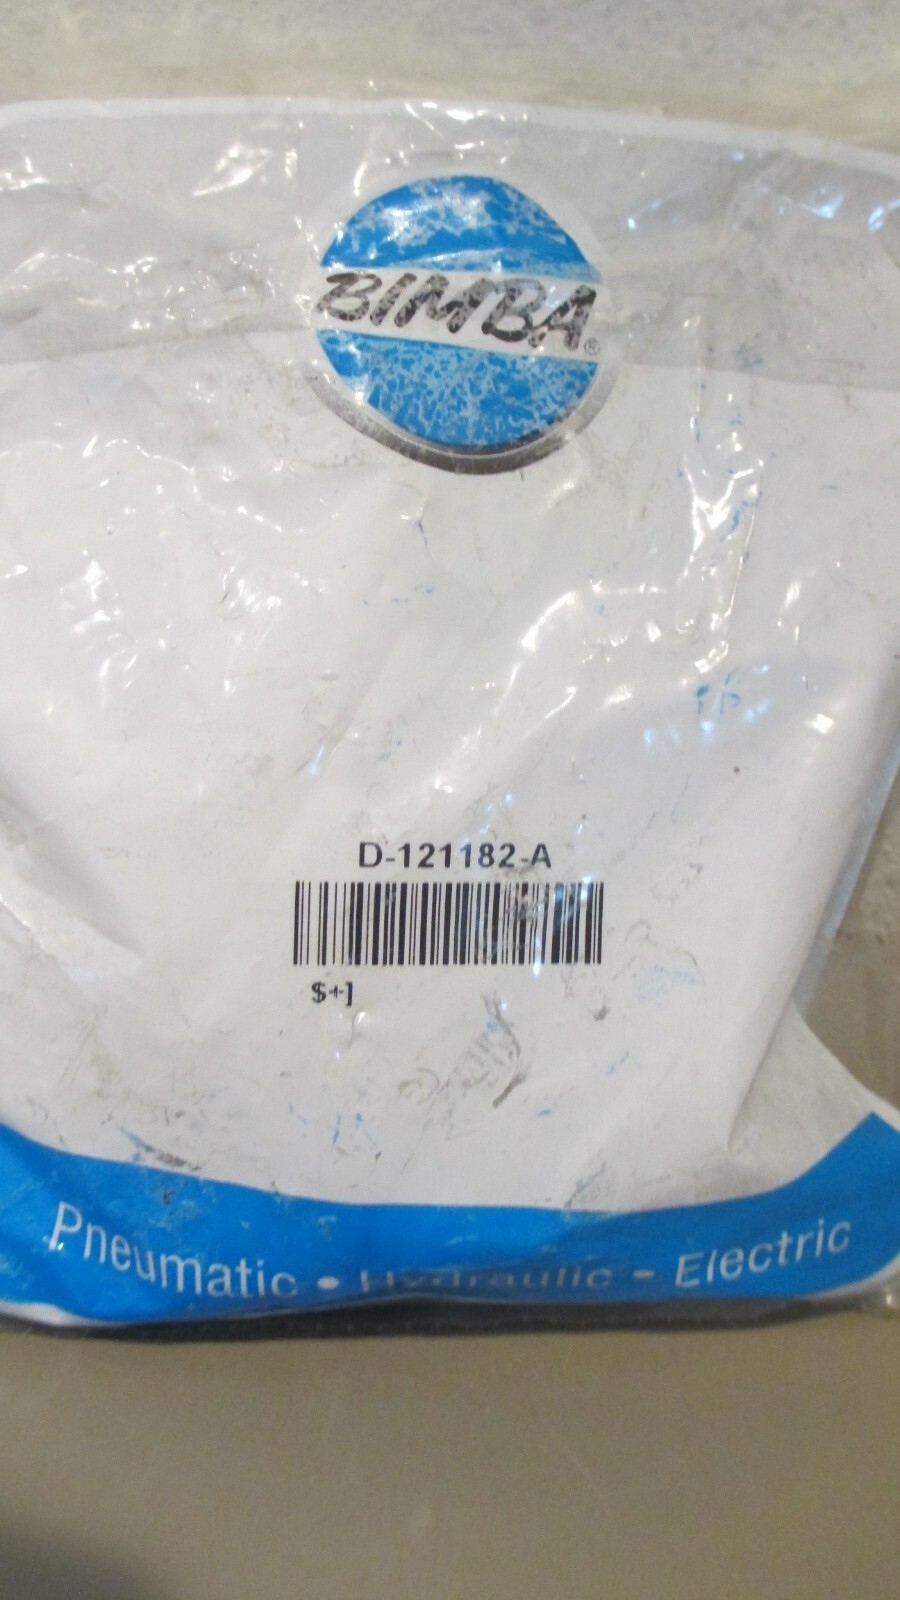 BIMBA®
D-121182-A
$+]
Pneumatic • Hydraulic • Electric